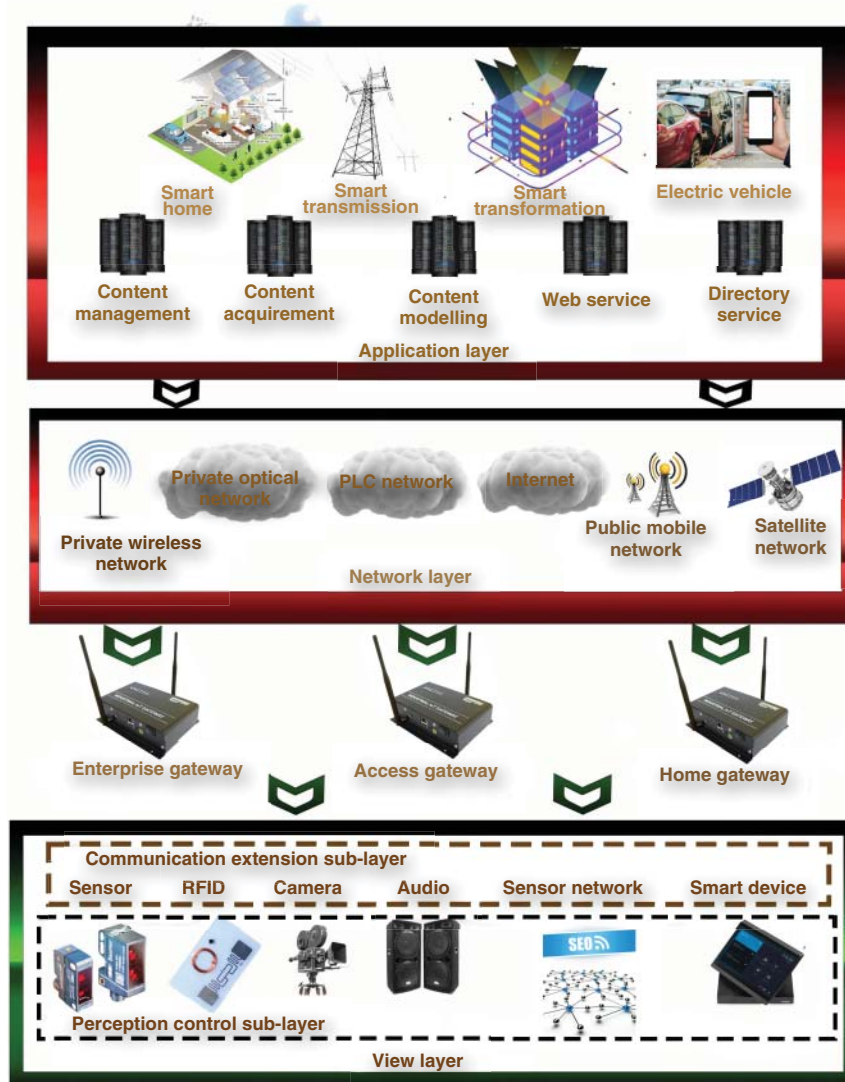 Smart
home
Smart
transmission
Smart
transformation
Electric vehicle
Content
management
Content
acquirement
Content
modelling
Web service
Directory
service
Application layer
Private wireless
network
Private optical
network
PLC network
Internet
Public mobile
network
Satellite
network
Network layer
Enterprise gateway
Access gateway
Home gateway
Communication extension sub-layer
Sensor RFID Camera Audio Sensor network Smart device
SEO
Perception control sub-layer
View layer